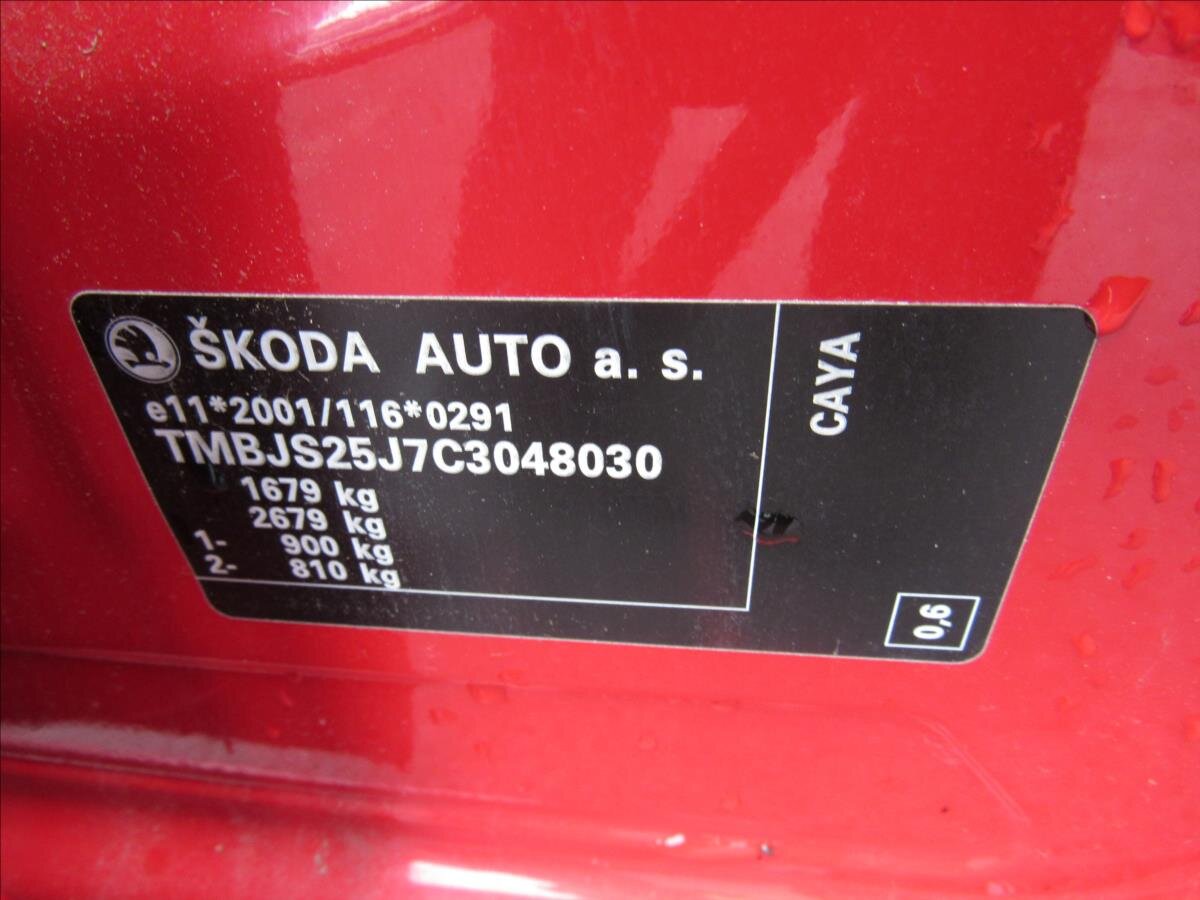 ŠKODA AUTO a. s.
e11*2001/116*0291
TMBJS25J7C3048030
1679 kg
2679 kg
1- 900 kg
2- 810 kg
CAYA
0,6